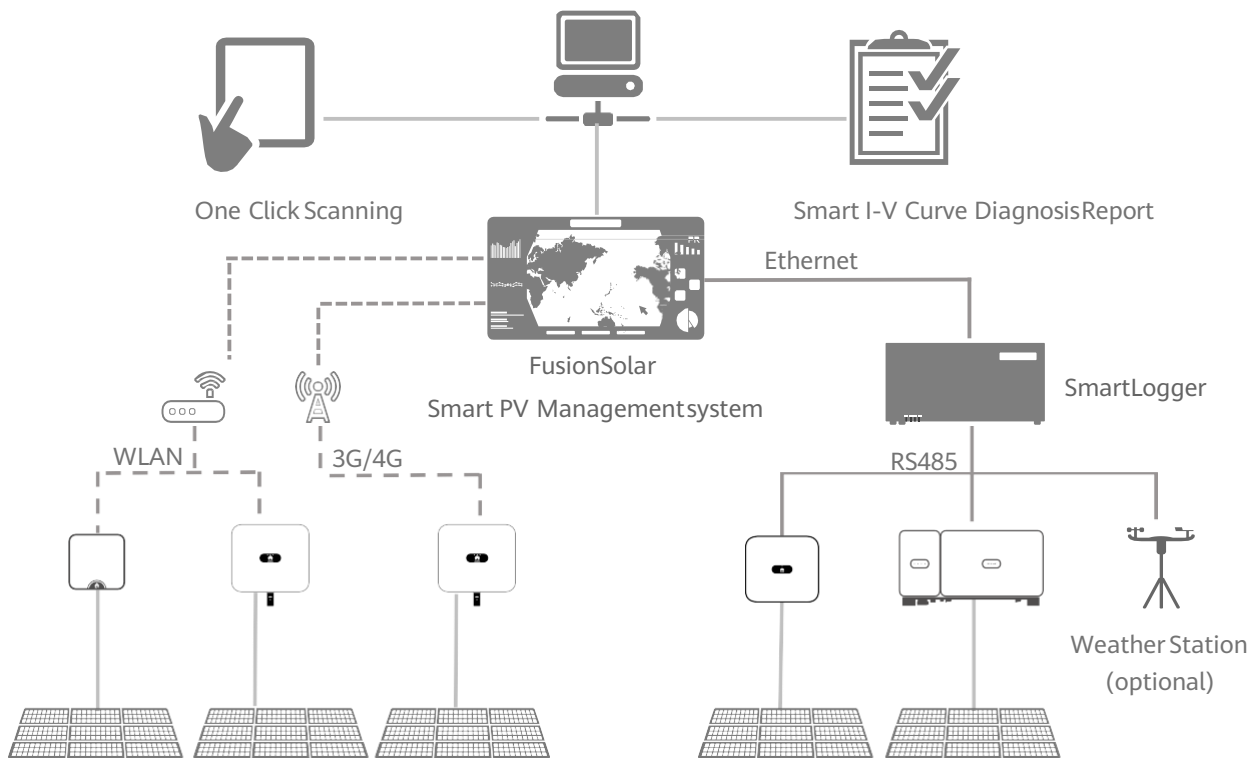 One Click Scanning
Smart I-V Curve DiagnosisReport
Ethernet
FusionSolar
Smart PV Managementsystem
SmartLogger
WLAN
3G/4G
RS485
Weather Station
(optional)